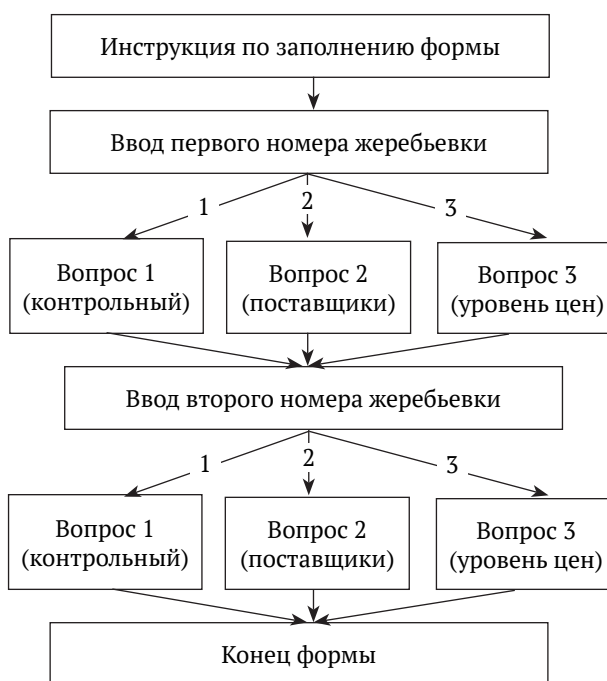 Инструкция по заполнению формы
Ввод первого номера жеребьевки
1
2
3
Вопрос 1
(контрольный)
Вопрос 2
(поставщики)
Вопрос 3
(уровень цен)
Ввод второго номера жеребьевки
1
2
3
Вопрос 1
(контрольный)
Вопрос 2
(поставщики)
Вопрос 3
(уровень цен)
Конец формы